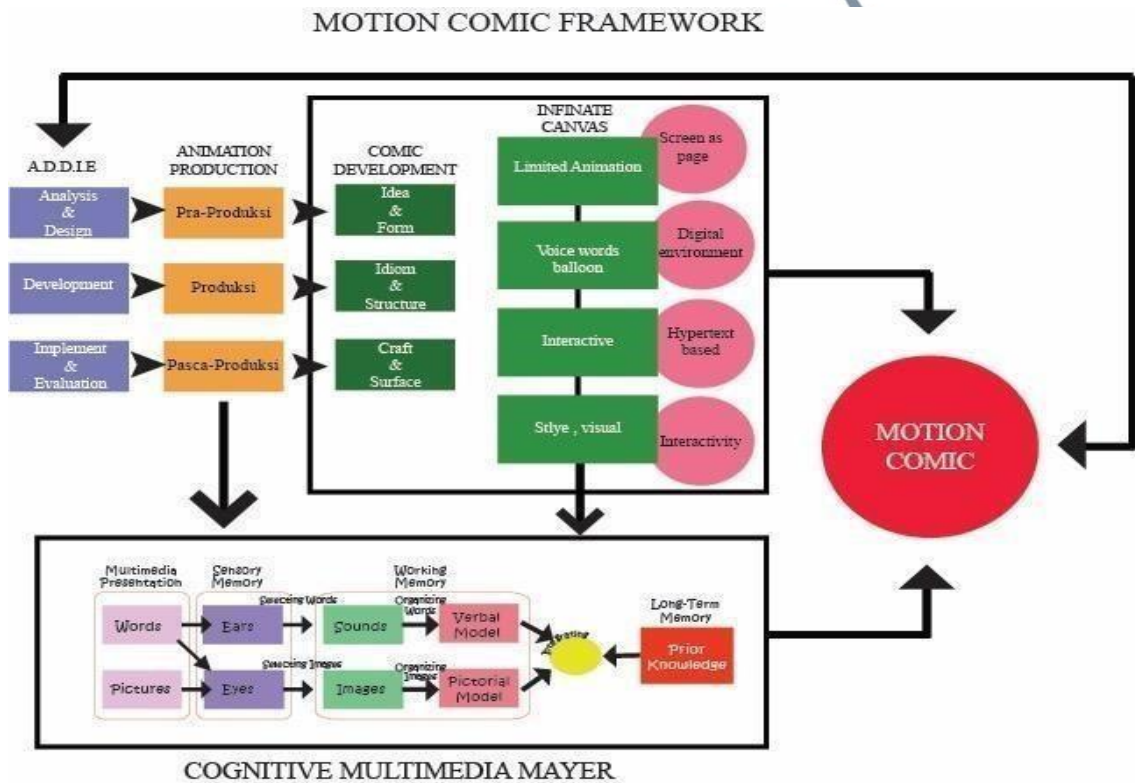 MOTION COMIC FRAMEWORK
A.D.D.I.E
Analysis
&
Design
Development
Implement
&
Evaluation
ANIMATION
PRODUCTION
Pra-Produksi
Produksi
Pasca-Produksi
COMIC
DEVELOPMENT
Idea
&
Form
Idiom
&
Structure
Craft
&
Surface
INFINATE
CANVAS
Limited Animation
Voice words
balloon
Interactive
Stlye , visual
Screen as
page
Digital
environment
Hypertext
based
Interactivity
MOTION
COMIC
Multimedia
Presentation
Words
Pictures
Sensory
Memory
Ears
Eyes
Selecting Words
Selecting Images
Working
Memory
Sounds
Images
Organizing
Words
Organizing
Images
Verbal
Model
Pictorial
Model
Integrating
Long-Term
Memory
Prior
Knowledge
COGNITIVE MULTIMEDIA MAYER